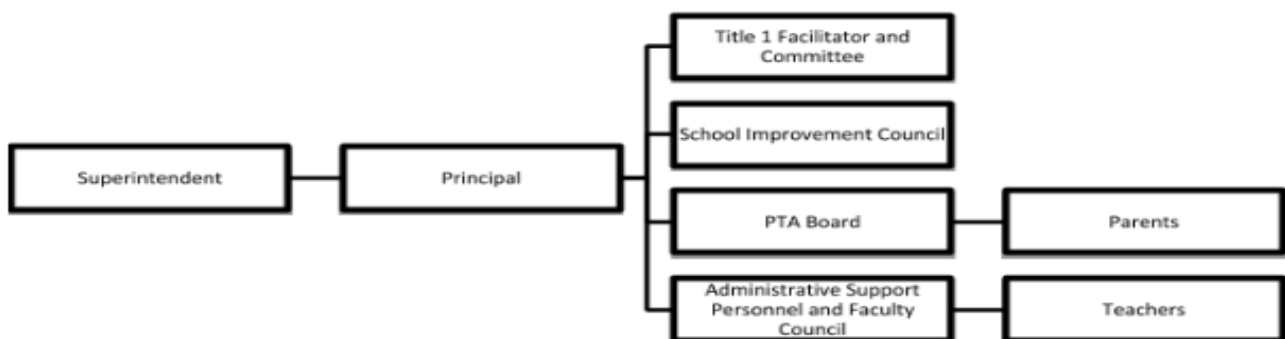 Title 1 Facilitator and
Committee
School Improvement Council
Superintendent
Principal
PTA Board
Parents
Administrative Support
Personnel and Faculty
Council
Teachers